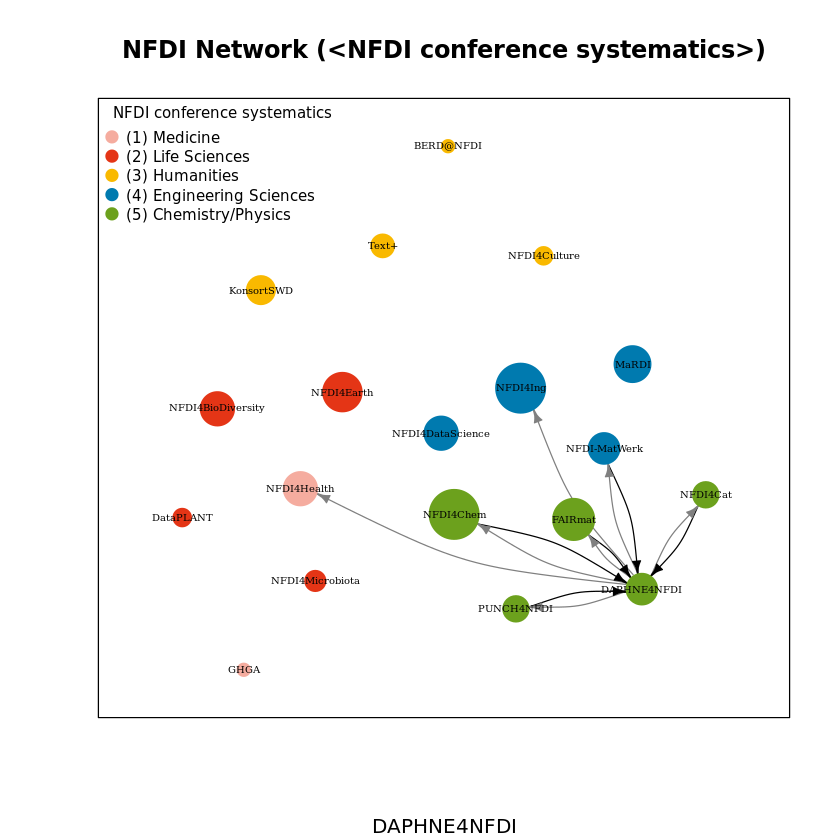 NFDI Network (<NFDI conference systematics>)
NFDI conference systematics
(1) Medicine
(2) Life Sciences
(3) Humanities
(4) Engineering Sciences
(5) Chemistry/Physics
BERD@NFDI
Text+
NFDI4Culture
KonsortSWD
MaRDI
NFDI4Ing
NFDI4Earth
NFDI4BioDiversity
NFDI4DataScience
NFDI-MatWerk
NFDI4Health
NFDI4Cat
NFDI4Chem
FAIRmat
DataPLANT
NFDI4Microbiota
DAPHNE4NFDI
PUNCH4NFDI
GHGA
DAPHNE4NFDI